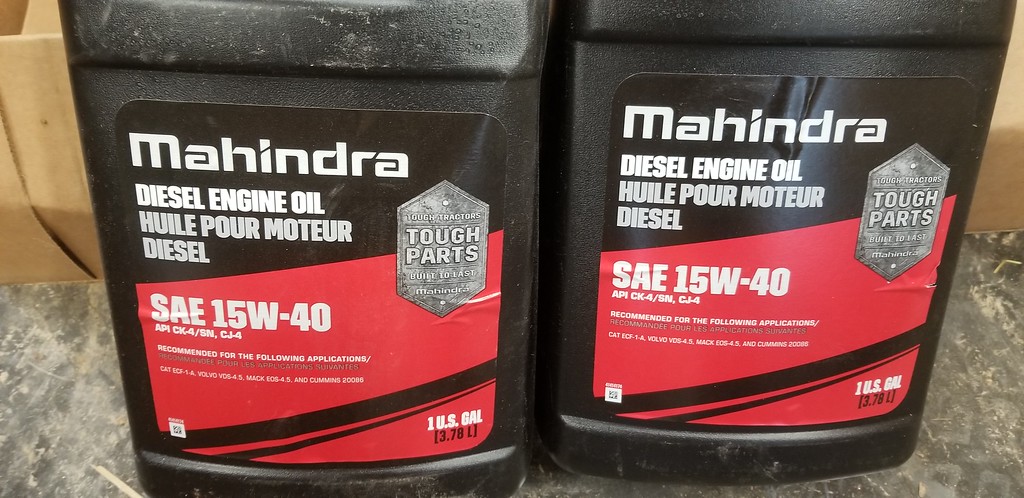 Mahindra
DIESEL ENGINE OIL
HUILE POUR MOTEUR
DIESEL
TOUGH TRACTORS
TOUGH
PARTS
BUILT TO LAST
Mahindra
SAE 15W-40
API CK-4/SN, CJ-4
RECOMMENDED FOR THE FOLLOWING APPLICATIONS/
RECOMMANDÉE POUR LES APPLICATIONS SUIVANTES
CAT ECF-1-A, VOLVO VDS-4.5, MACK EOS-4.5, AND CUMMINS 20086
1 U.S. GAL
[3.78 L]
Mahindra
DIESEL ENGINE OIL
HUILE POUR MOTEUR
DIESEL
TOUGH TRACTORS
TOUGH
PARTS
BUILT TO LAST
Mahindra
SAE 15W-40
API CK-4/SN, CJ-4
RECOMMENDED FOR THE FOLLOWING APPLICATIONS/
RECOMMANDÉE POUR LES APPLICATIONS SUIVANTES
CAT ECF-1-A, VOLVO VDS-4.5, MACK EOS-4.5, AND CUMMINS 20086
1 U.S. GAL
[3.78 L]